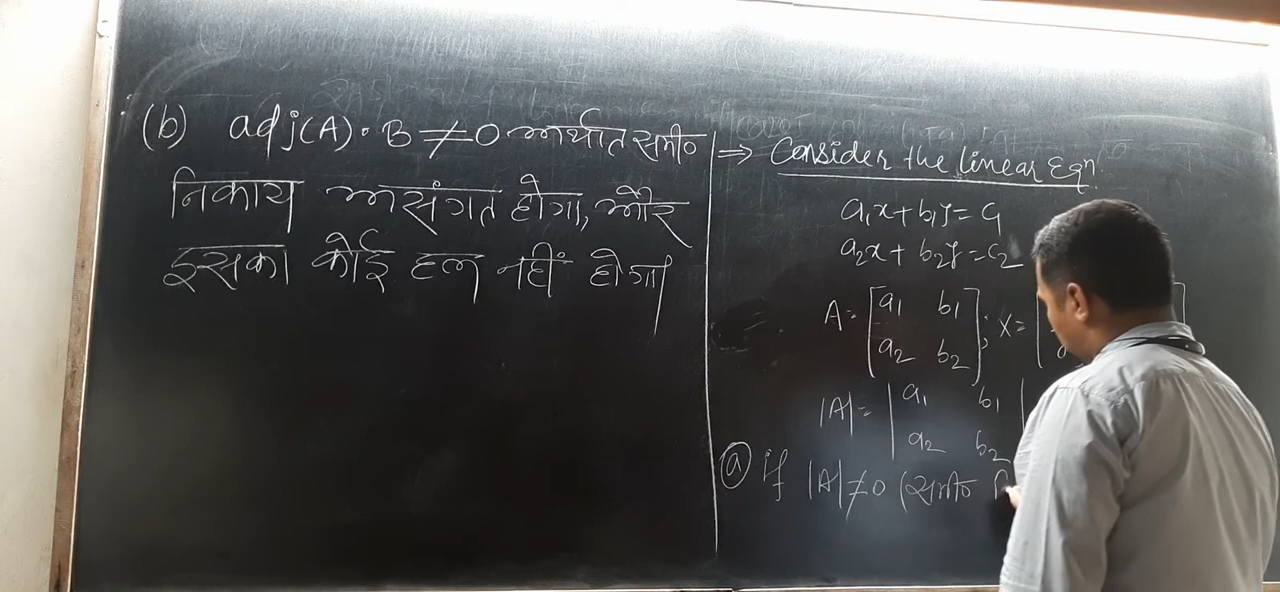 (b) adj(A). B ≠ 0 अर्थात समी०
निकाय असंगत होगा, और
इसका कोई हल नहीं होगा
⇒ Consider the linear Eqn.
a₁x + b₁y = c₁
a₂x + b₂y = c₂
A = [a₁ b₁; X = [
a₂ b₂]
|A| = | a₁ b₁ |
a₂ b₂
(a) if |A| ≠ 0 (समी०